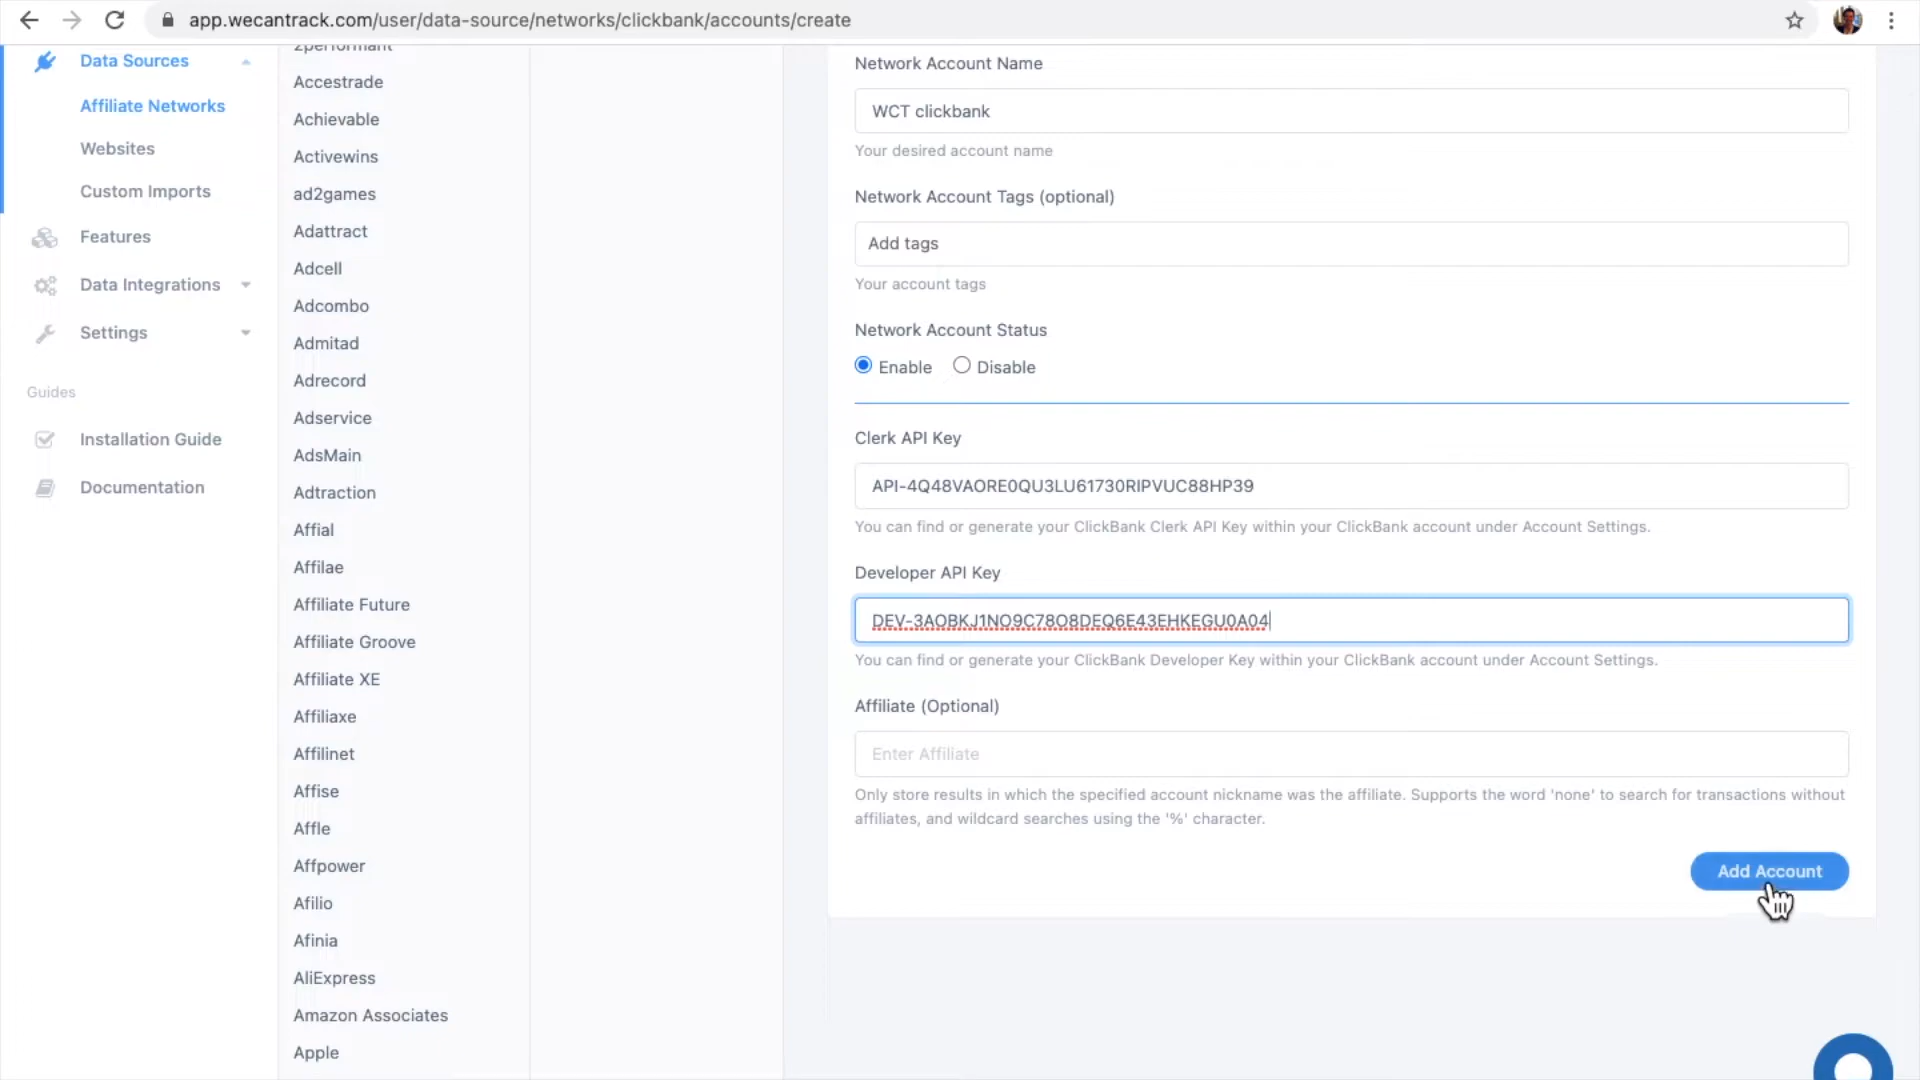 app.wecantrack.com/user/data-source/networks/clickbank/accounts/create
Data Sources
Affiliate Networks
Websites
Custom Imports
Features
Data Integrations
Settings
Guides
Installation Guide
Documentation
2performant
Accestrade
Achievable
Activewins
ad2games
Adattract
Adcell
Adcombo
Admitad
Adrecord
Adservice
AdsMain
Adtraction
Affial
Affilae
Affiliate Future
Affiliate Groove
Affiliate XE
Affiliaxe
Affilinet
Affise
Affle
Affpower
Afilio
Afinia
AliExpress
Amazon Associates
Apple
Network Account Name
WCT clickbank
Your desired account name
Network Account Tags (optional)
Add tags
Your account tags
Network Account Status
Enable Disable
Clerk API Key
API-4Q48VAORE0QU3LU61730RIPVUC88HP39
You can find or generate your ClickBank Clerk API Key within your ClickBank account under Account Settings.
Developer API Key
DEV-3AOBKJ1NO9C78O8DEQ6E43EHKEGU0A04
You can find or generate your ClickBank Developer Key within your ClickBank account under Account Settings.
Affiliate (Optional)
Enter Affiliate
Only store results in which the specified account nickname was the affiliate. Supports the word 'none' to search for transactions without
affiliates, and wildcard searches using the '%' character.
Add Account